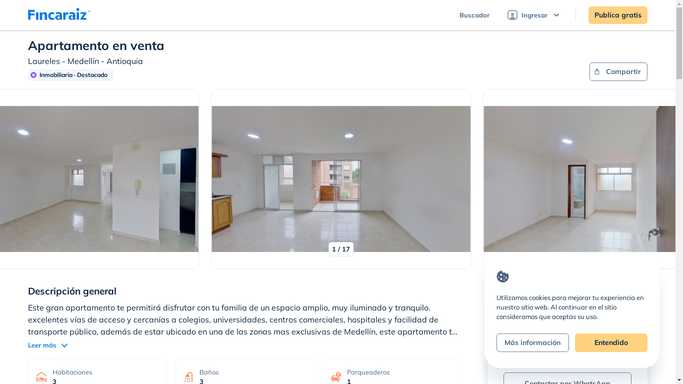 Fincaraiz
Buscador
Ingresar
Publica gratis
Apartamento en venta
Laureles - Medellín - Antioquia
Inmobiliaria · Destacado
Compartir
1 / 17
Descripción general
Este gran apartamento te permitirá disfrutar con tu familia de un espacio amplio, muy iluminado y tranquilo.
excelentes vías de acceso y cercanías a colegios, universidades, centros comerciales, hospitales y facilidad de
transporte público, además de estar ubicado en una de las zonas mas exclusivas de Medellín, este apartamento t...
Leer más
Habitaciones
3
Baños
3
Parqueaderos
1
Utilizamos cookies para mejorar tu experiencia en
nuestro sitio web. Al continuar en el sitio
consideramos que aceptas su uso.
Más información
Entendido
Contactar por WhatsApp